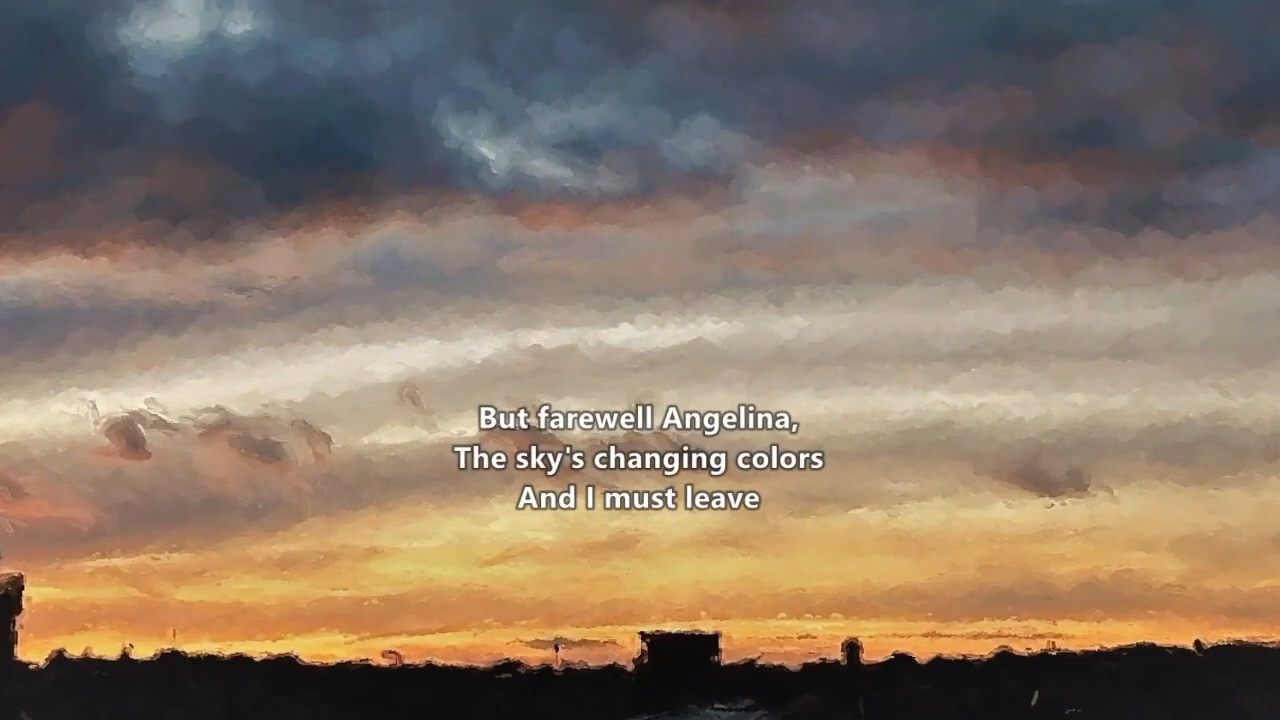 But farewell Angelina,
The sky's changing colors
And I must leave